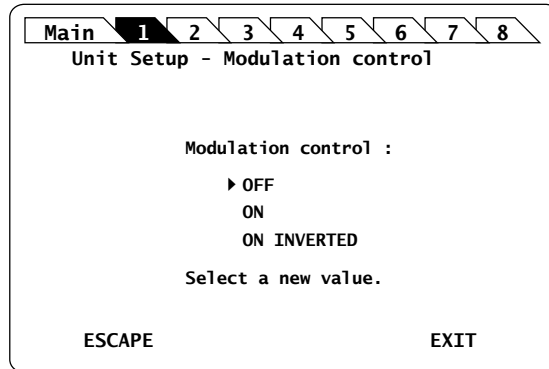 Main 1 2 3 4 5 6 7 8
Unit Setup - Modulation control
Modulation control :
OFF
ON
ON INVERTED
Select a new value.
ESCAPE EXIT